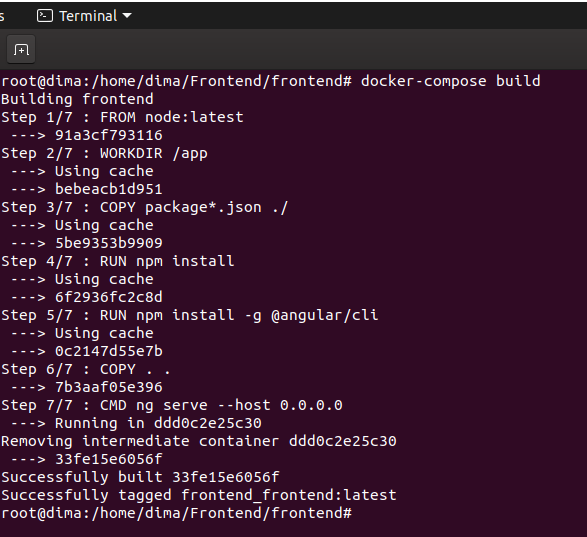 s Terminal
root@dima:/home/dima/Frontend/frontend# docker-compose build
Building frontend
Step 1/7 : FROM node:latest
 ---> 91a3cf793116
Step 2/7 : WORKDIR /app
 ---> Using cache
 ---> bebeacb1d951
Step 3/7 : COPY package*.json ./
 ---> Using cache
 ---> 5be9353b9909
Step 4/7 : RUN npm install
 ---> Using cache
 ---> 6f2936fc2c8d
Step 5/7 : RUN npm install -g @angular/cli
 ---> Using cache
 ---> 0c2147d55e7b
Step 6/7 : COPY . .
 ---> 7b3aaf05e396
Step 7/7 : CMD ng serve --host 0.0.0.0
 ---> Running in ddd0c2e25c30
Removing intermediate container ddd0c2e25c30
 ---> 33fe15e6056f
Successfully built 33fe15e6056f
Successfully tagged frontend_frontend:latest
root@dima:/home/dima/Frontend/frontend#